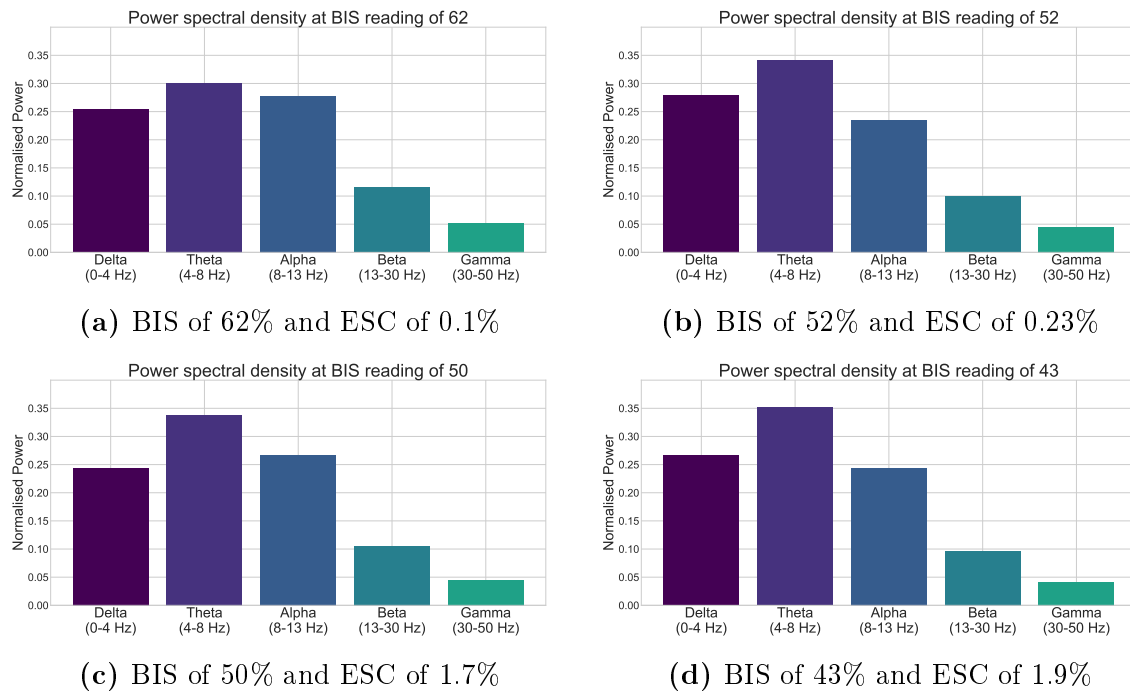 Power spectral density at BIS reading of 62
Normalised Power
0.35
0.30
0.25
0.20
0.15
0.10
0.05
0.00
Delta Theta Alpha Beta Gamma
(0-4 Hz) (4-8 Hz) (8-13 Hz) (13-30 Hz) (30-50 Hz)
(a) BIS of 62% and ESC of 0.1%
Power spectral density at BIS reading of 52
Normalised Power
0.35
0.30
0.25
0.20
0.15
0.10
0.05
0.00
Delta Theta Alpha Beta Gamma
(0-4 Hz) (4-8 Hz) (8-13 Hz) (13-30 Hz) (30-50 Hz)
(b) BIS of 52% and ESC of 0.23%
Power spectral density at BIS reading of 50
Normalised Power
0.35
0.30
0.25
0.20
0.15
0.10
0.05
0.00
Delta Theta Alpha Beta Gamma
(0-4 Hz) (4-8 Hz) (8-13 Hz) (13-30 Hz) (30-50 Hz)
(c) BIS of 50% and ESC of 1.7%
Power spectral density at BIS reading of 43
Normalised Power
0.35
0.30
0.25
0.20
0.15
0.10
0.05
0.00
Delta Theta Alpha Beta Gamma
(0-4 Hz) (4-8 Hz) (8-13 Hz) (13-30 Hz) (30-50 Hz)
(d) BIS of 43% and ESC of 1.9%